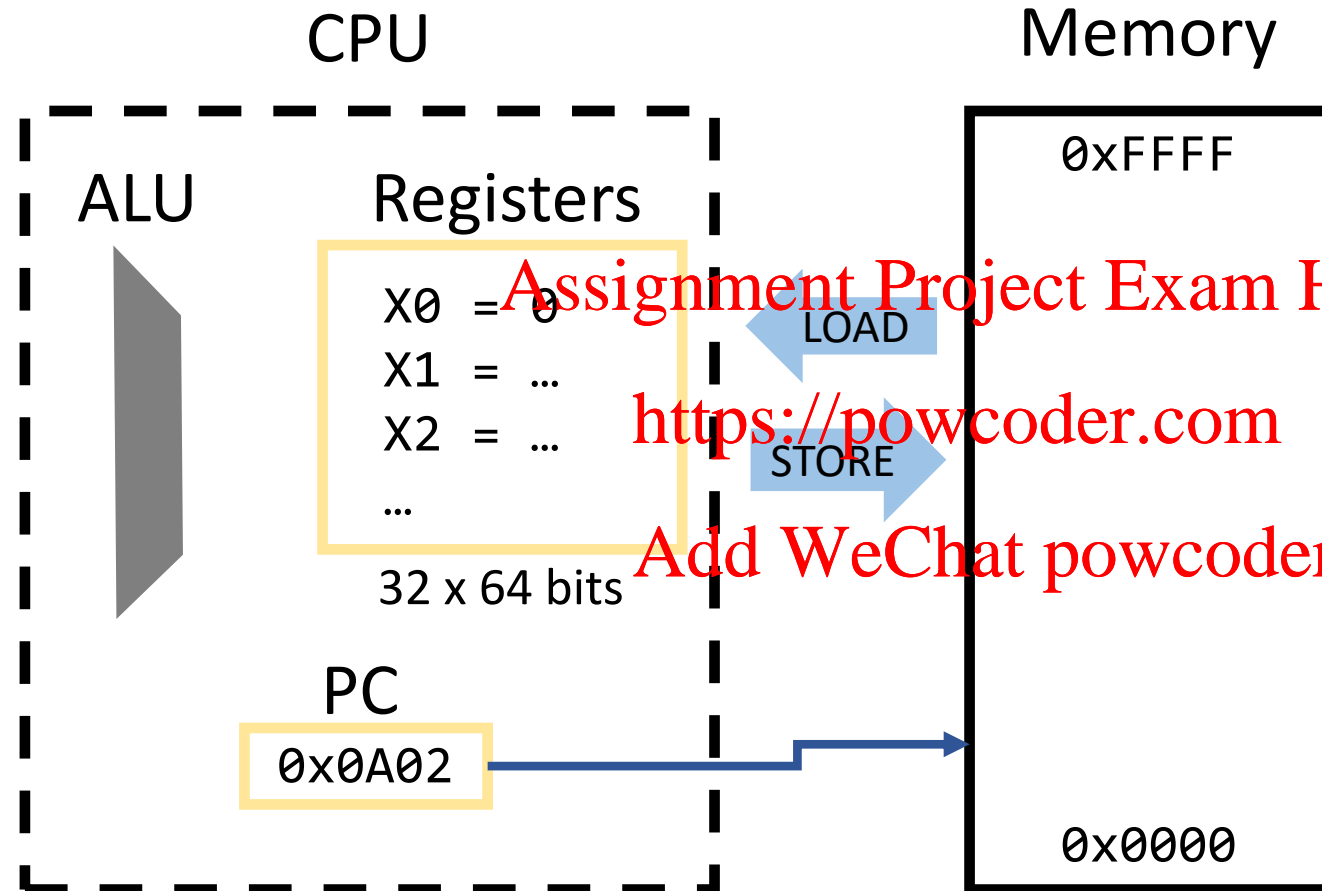 CPU
Memory
0xFFFF
ALU
Registers
X0 = 0
X1 = …
X2 = …
…
32 x 64 bits
LOAD
STORE
Assignment Project Exam
https://powcoder.com
Add WeChat powcoder
PC
0x0A02
0x0000